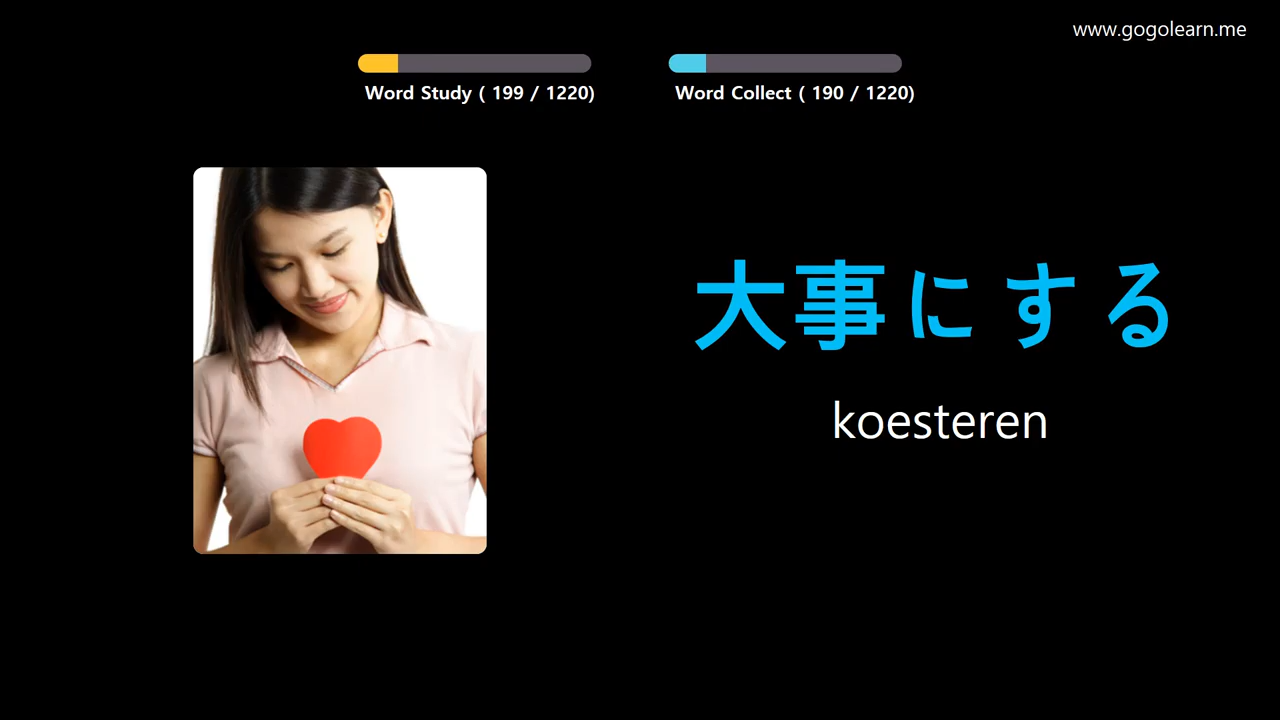 www.gogolearn.me
Word Study ( 199 / 1220)
Word Collect ( 190 / 1220)
大事にする
koesteren